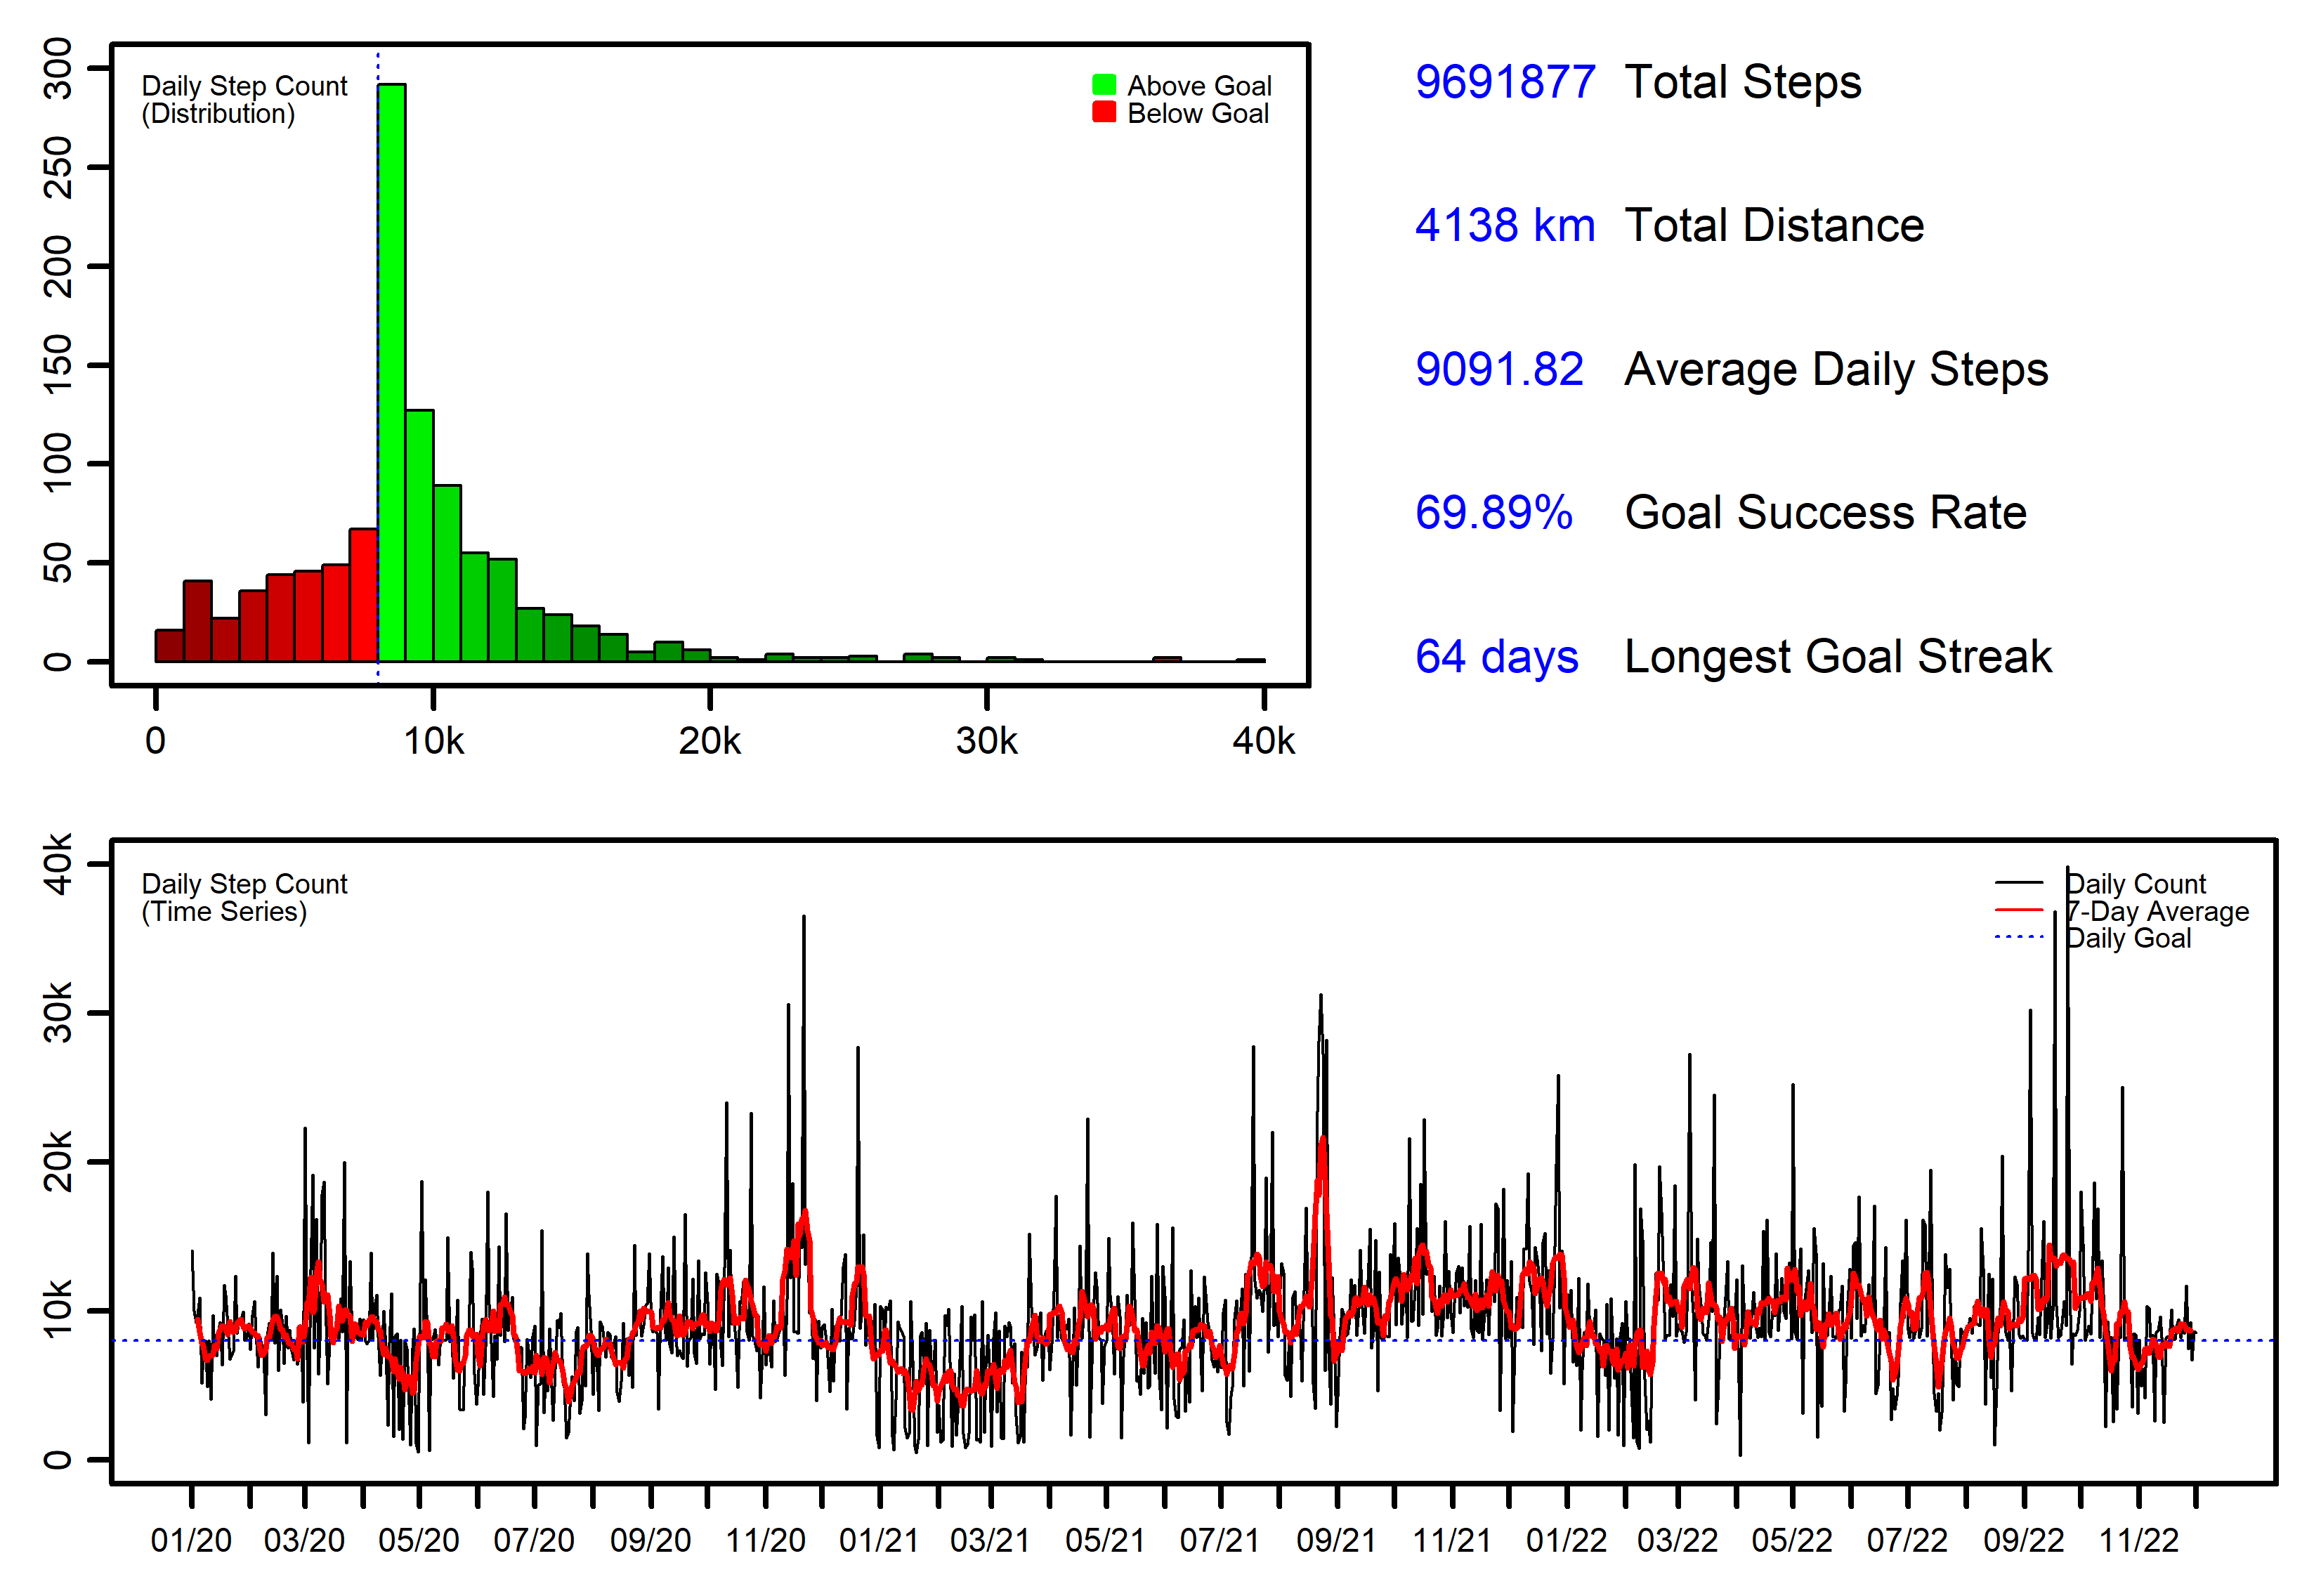 Daily Step Count
(Distribution)
Above Goal
Below Goal
300
250
200
150
100
50
0
0 10k 20k 30k 40k
9691877 Total Steps
4138 km Total Distance
9091.82 Average Daily Steps
69.89% Goal Success Rate
64 days Longest Goal Streak
Daily Step Count
(Time Series)
Daily Count
7-Day Average
Daily Goal
40k
30k
20k
10k
0
01/20 03/20 05/20 07/20 09/20 11/20 01/21 03/21 05/21 07/21 09/21 11/21 01/22 03/22 05/22 07/22 09/22 11/22